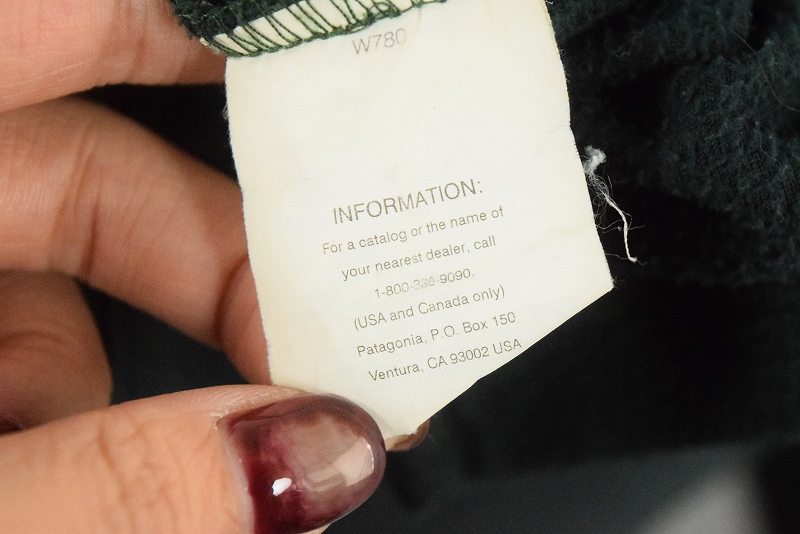 W780
INFORMATION:
For a catalog or the name of
your nearest dealer, call
1-800-336-9090.
(USA and Canada only)
Patagonia, P.O. Box 150
Ventura, CA 93002 USA